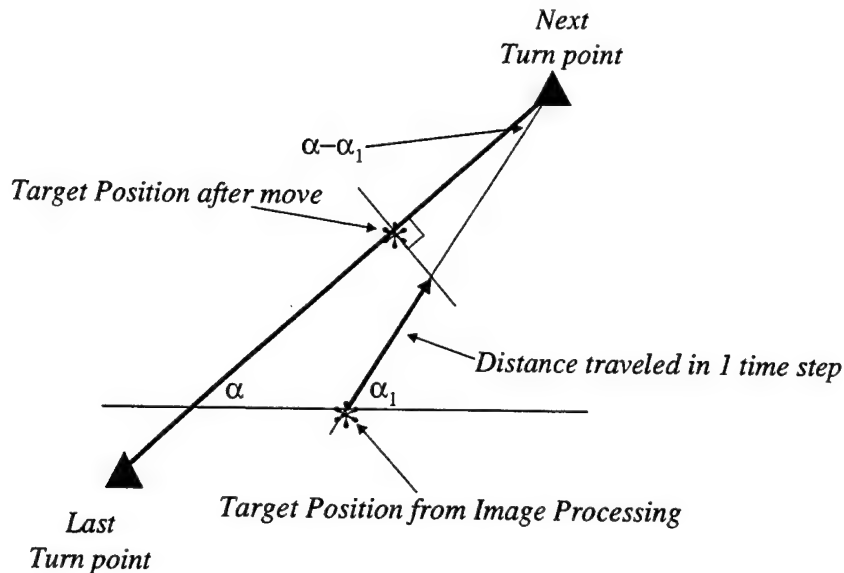 Next
Turn point
α–α₁
Target Position after move
Distance traveled in 1 time step
α
α₁
Target Position from Image Processing
Last
Turn point